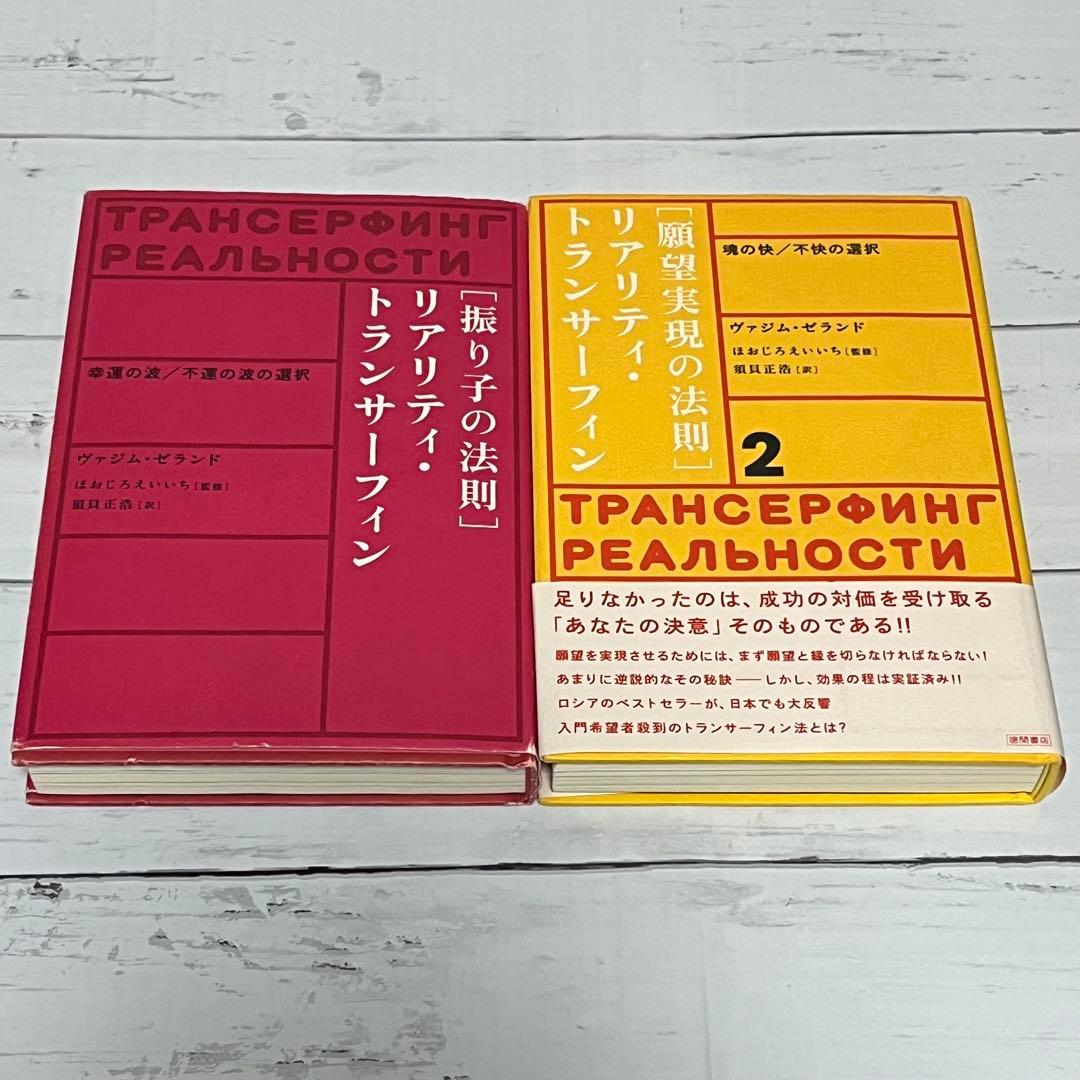 ТРАНСЕРФИНГ
РЕАЛЬНОСТИ
[振り子の法則]
リアリティ・
トランサーフィン
幸運の波／不運の波の選択
ヴァジム・ゼランド
ほおじろえいいち[監修]
須貝正浩[訳]
[願望実現の法則]
リアリティ・
トランサーフィン
魂の快／不快の選択
ヴァジム・ゼランド
ほおじろえいいち[監修]
須貝正浩[訳]
2
ТРАНСЕРФИНГ
РЕАЛЬНОСТИ
足りなかったのは、成功の対価を受け取る
「あなたの決意」そのものである!!
願望を実現させるためには、まず願望と縁を切らなければならない!
あまりに逆説的なその秘訣──しかし、効果の程は実証済み!!
ロシアのベストセラーが、日本でも大反響
入門希望者殺到のトランサーフィン法とは?
徳間書店